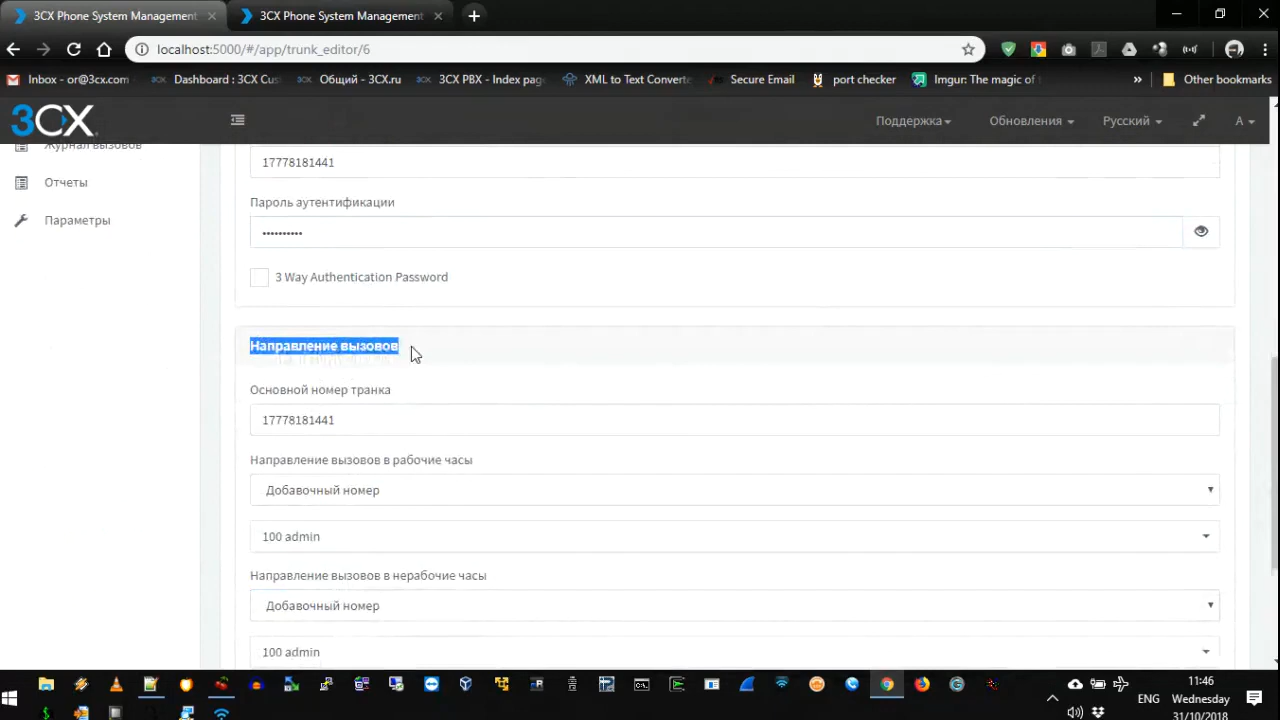 3CX Phone System Management
3CX Phone System Management
localhost:5000/#/app/trunk_editor/6
Inbox - or@3cx.com
Dashboard : 3CX Cus
Общий - 3CX.ru
3CX PBX - Index page
XML to Text Converte
Secure Email
port checker
Imgur: The magic of t
»
Other bookmarks
3CX
Поддержка
Обновления
Русский
A
Журнал вызовов
17778181441
Отчеты
Пароль аутентификации
Параметры
••••••••••
3 Way Authentication Password
Направление вызовов
Основной номер транка
17778181441
Направление вызовов в рабочие часы
Добавочный номер
100 admin
Направление вызовов в нерабочие часы
Добавочный номер
100 admin
11:46
ENG
Wednesday
31/10/2018